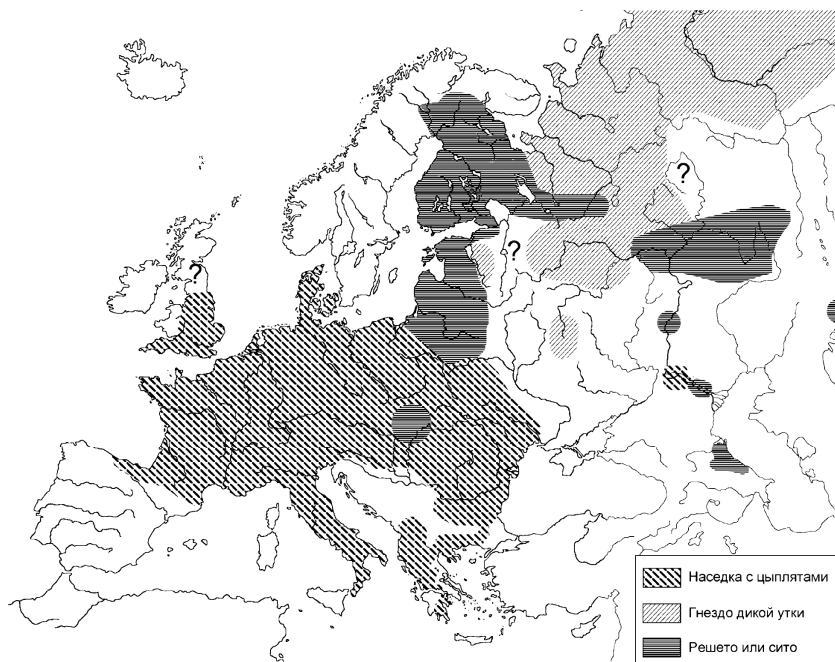 ?
?
?
Наседка с цыплятами
Гнездо дикой утки
Решето или сито